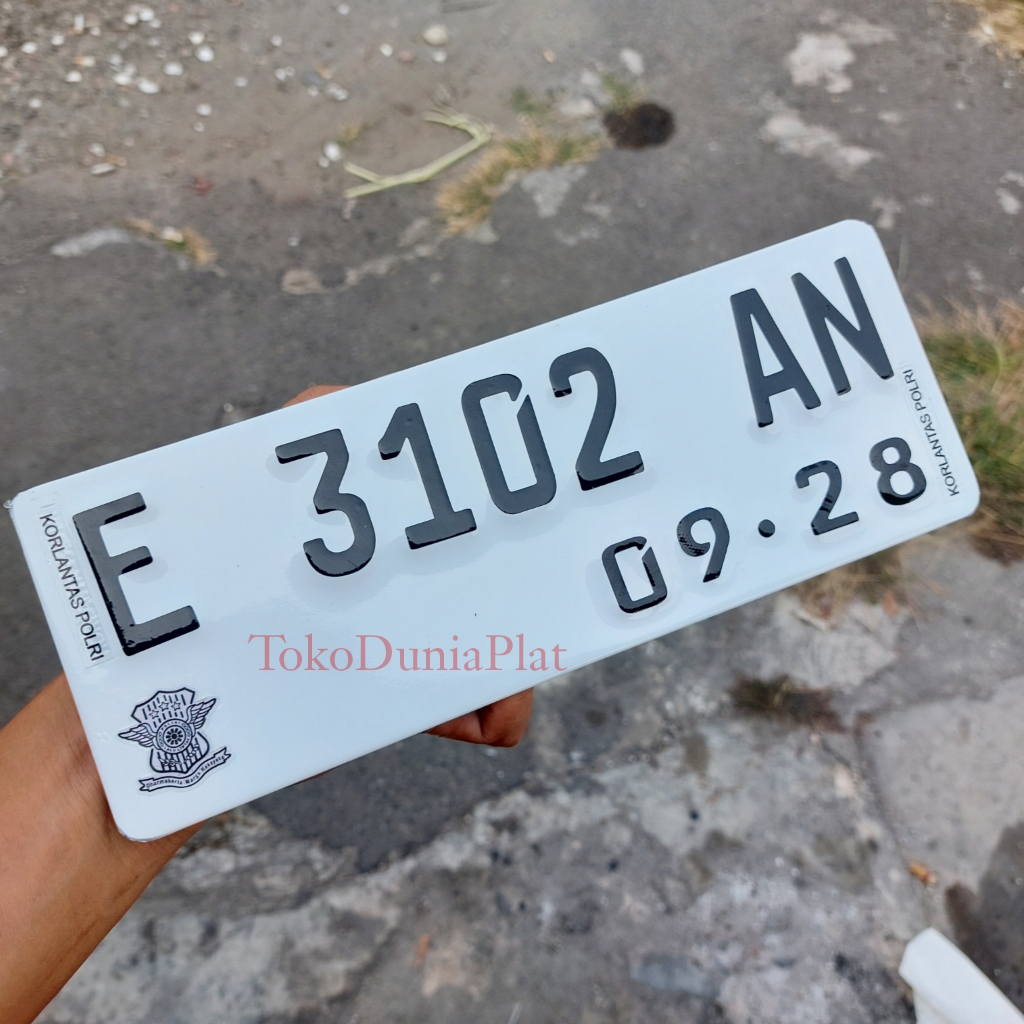 E 3102 AN
09·28
KORLANTAS POLRI
KORLANTAS POLRI
TokoDuniaPlat